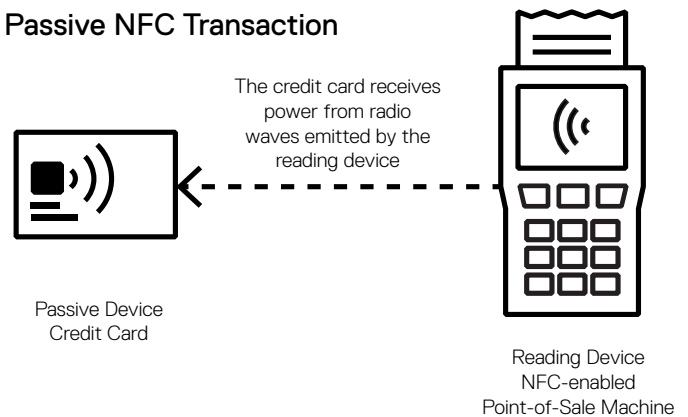 Passive NFC Transaction
The credit card receives
power from radio
waves emitted by the
reading device
Passive Device
Credit Card
Reading Device
NFC-enabled
Point-of-Sale Machine